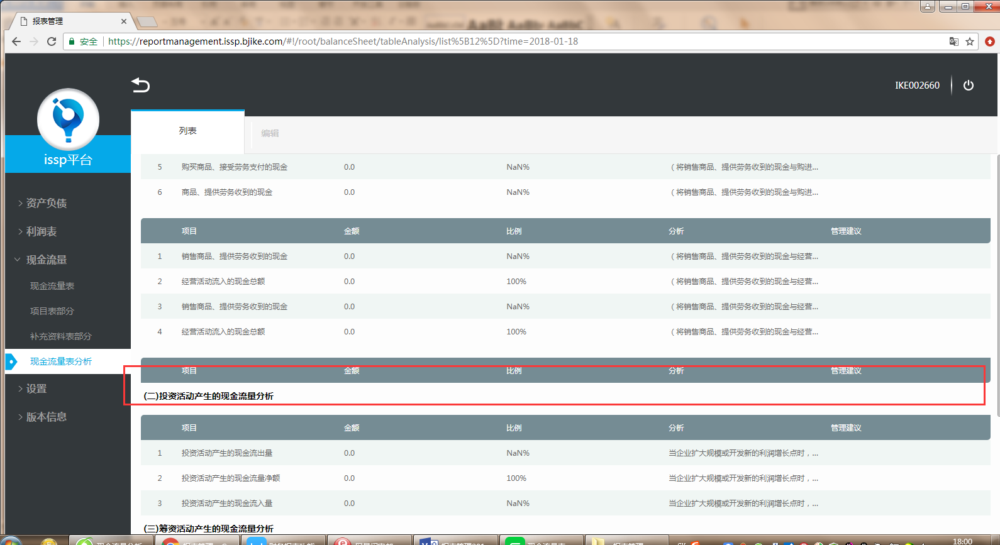 报表管理
安全 https://reportmanagement.issp.bjike.com/#!/root/balanceSheet/tableAnalysis/list%5B12%5D?time=2018-01-18
IKE002660
issp平台
列表 编辑
资产负债
利润表
现金流量
现金流量表
项目表部分
补充资料表部分
现金流量表分析
设置
版本信息
5 购买商品、接受劳务支付的现金 0.0 NaN% （将销售商品、提供劳务收到的现金与购进...
6 商品、提供劳务收到的现金 0.0 NaN% （将销售商品、提供劳务收到的现金与购进...
项目 金额 比例 分析 管理建议
1 销售商品、提供劳务收到的现金 0.0 NaN% （将销售商品、提供劳务收到的现金与经营...
2 经营活动流入的现金总额 0.0 100% （将销售商品、提供劳务收到的现金与经营...
3 销售商品、提供劳务收到的现金 0.0 NaN% （将销售商品、提供劳务收到的现金与经营...
4 经营活动流入的现金总额 0.0 100% （将销售商品、提供劳务收到的现金与经营...
项目 金额 比例 分析 管理建议
(二)投资活动产生的现金流量分析
项目 金额 比例 分析 管理建议
1 投资活动产生的现金流出量 0.0 NaN% 当企业扩大规模或开发新的利润增长点时，...
2 投资活动产生的现金流量净额 0.0 100% 当企业扩大规模或开发新的利润增长点时，...
3 投资活动产生的现金流入量 0.0 NaN% 当企业扩大规模或开发新的利润增长点时，...
(三)筹资活动产生的现金流量分析
18:00